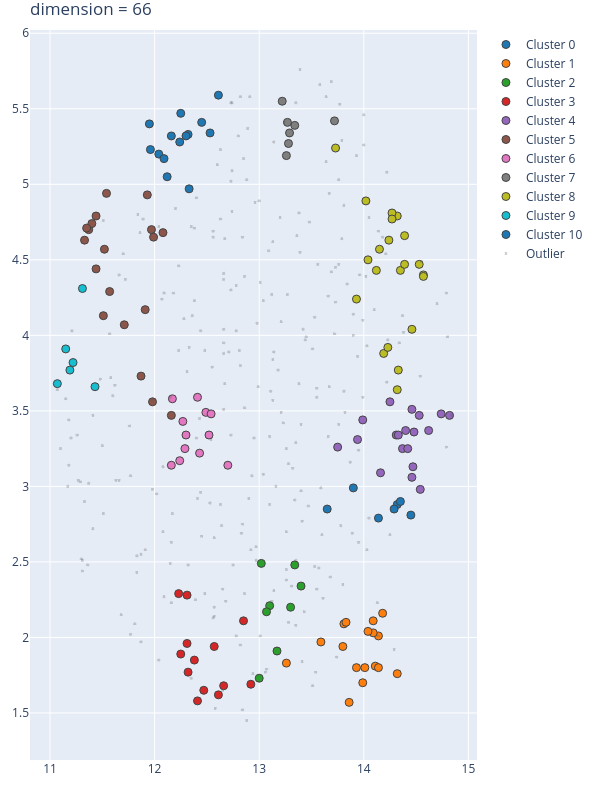 dimension = 66
6
5.5
5
4.5
4
3.5
3
2.5
2
1.5
11
12
13
14
15
Cluster 0
Cluster 1
Cluster 2
Cluster 3
Cluster 4
Cluster 5
Cluster 6
Cluster 7
Cluster 8
Cluster 9
Cluster 10
Outlier